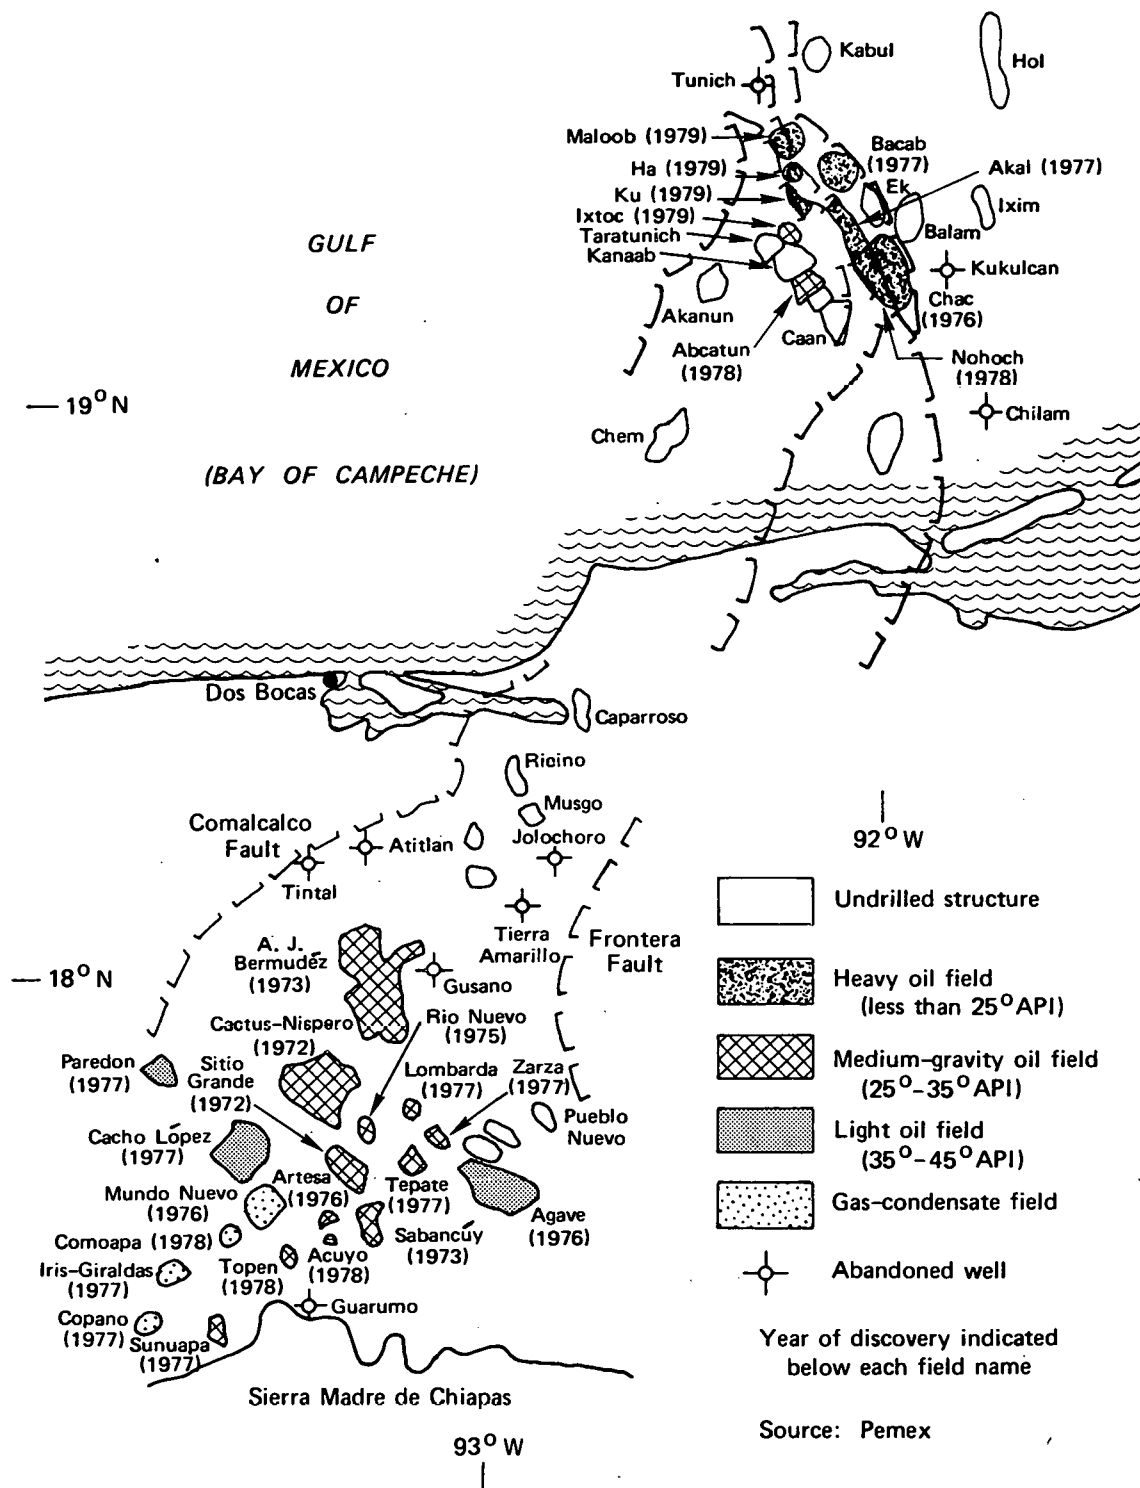 Kabul
Hol
Tunich
Maloob (1979)
Bacab
(1977)
Ha (1979)
Akal (1977)
Ku (1979)
Ek
Ixtoc (1979)
Ixim
Taratunich
Balam
Kanaab
GULF
OF
MEXICO
(BAY OF CAMPECHE)
Kukulcan
Chac
(1976)
Akanun
Caan
Abcatun
(1978)
Nohoch
(1978)
19° N
Chilam
Chem
Dos Bocas
Caparroso
Ricino
Musgo
Comalcalco
Fault
Jolochoro
Atitlan
92° W
Tintal
Undrilled structure
Tierra
Amarillo
Frontera
Fault
A. J.
Bermudéz
(1973)
18° N
Gusano
Heavy oil field
(less than 25° API)
Cactus-Nispero
(1972)
Rio Nuevo
(1975)
Paredon
(1977)
Sitio
Grande
(1972)
Lombarda
(1977)
Zarza
(1977)
Medium-gravity oil field
(25°-35° API)
Pueblo
Nuevo
Cacho López
(1977)
Light oil field
(35°-45° API)
Artesa
(1976)
Tepate
(1977)
Mundo Nuevo
(1976)
Agave
(1976)
Gas-condensate field
Comoapa (1978)
Sabancúy
(1973)
Iris-Giraldas
(1977)
Topen
(1978)
Acuyo
(1978)
Abandoned well
Guarumo
Copano
(1977)
Sunuapa
(1977)
Year of discovery indicated
below each field name
Sierra Madre de Chiapas
Source: Pemex
93° W